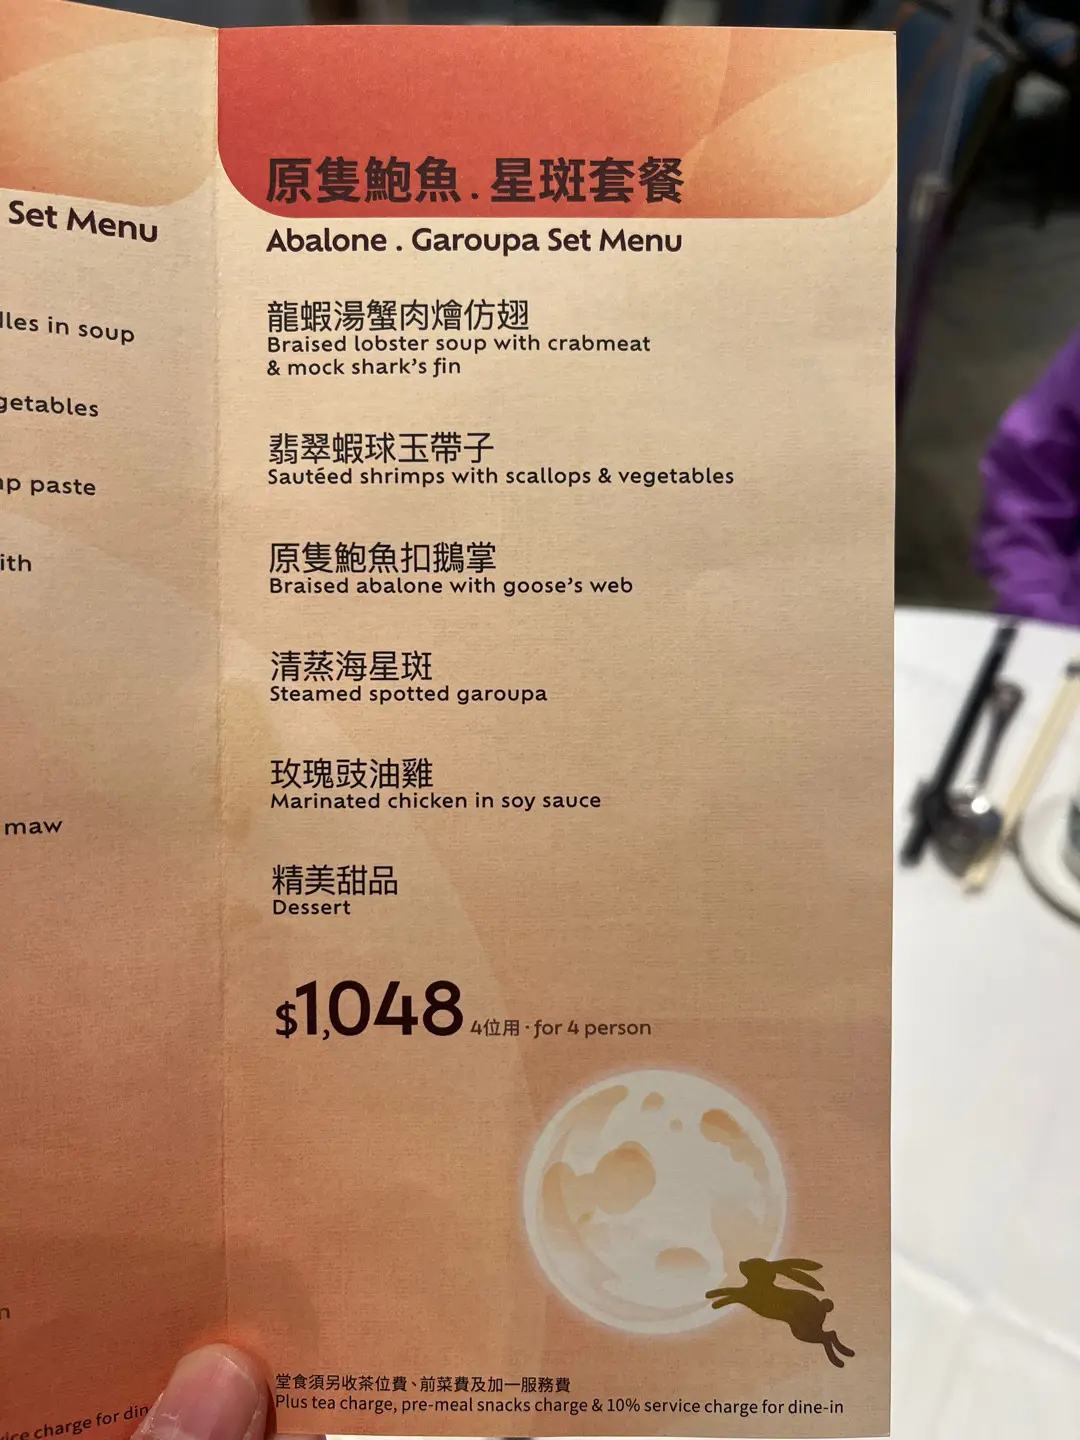 Set Menu
in soup
paste
maw
charge for
原隻鮑魚.星斑套餐
Abalone . Garoupa Set Menu
龍蝦湯蟹肉燴仿翅
Braised lobster soup with crabmeat
& mock shark's fin
翡翠蝦球玉帶子
Sautéed shrimps with scallops & vegetables
原隻鮑魚扣鵝掌
Braised abalone with goose's web
清蒸海星斑
Steamed spotted garoupa
玫瑰豉油雞
Marinated chicken in soy sauce
精美甜品
Dessert
$1,048 4位用·for 4 person
堂食須另收茶位費、前菜費及加一服務費
Plus tea charge, pre-meal snacks charge & 10% service charge for dine-in